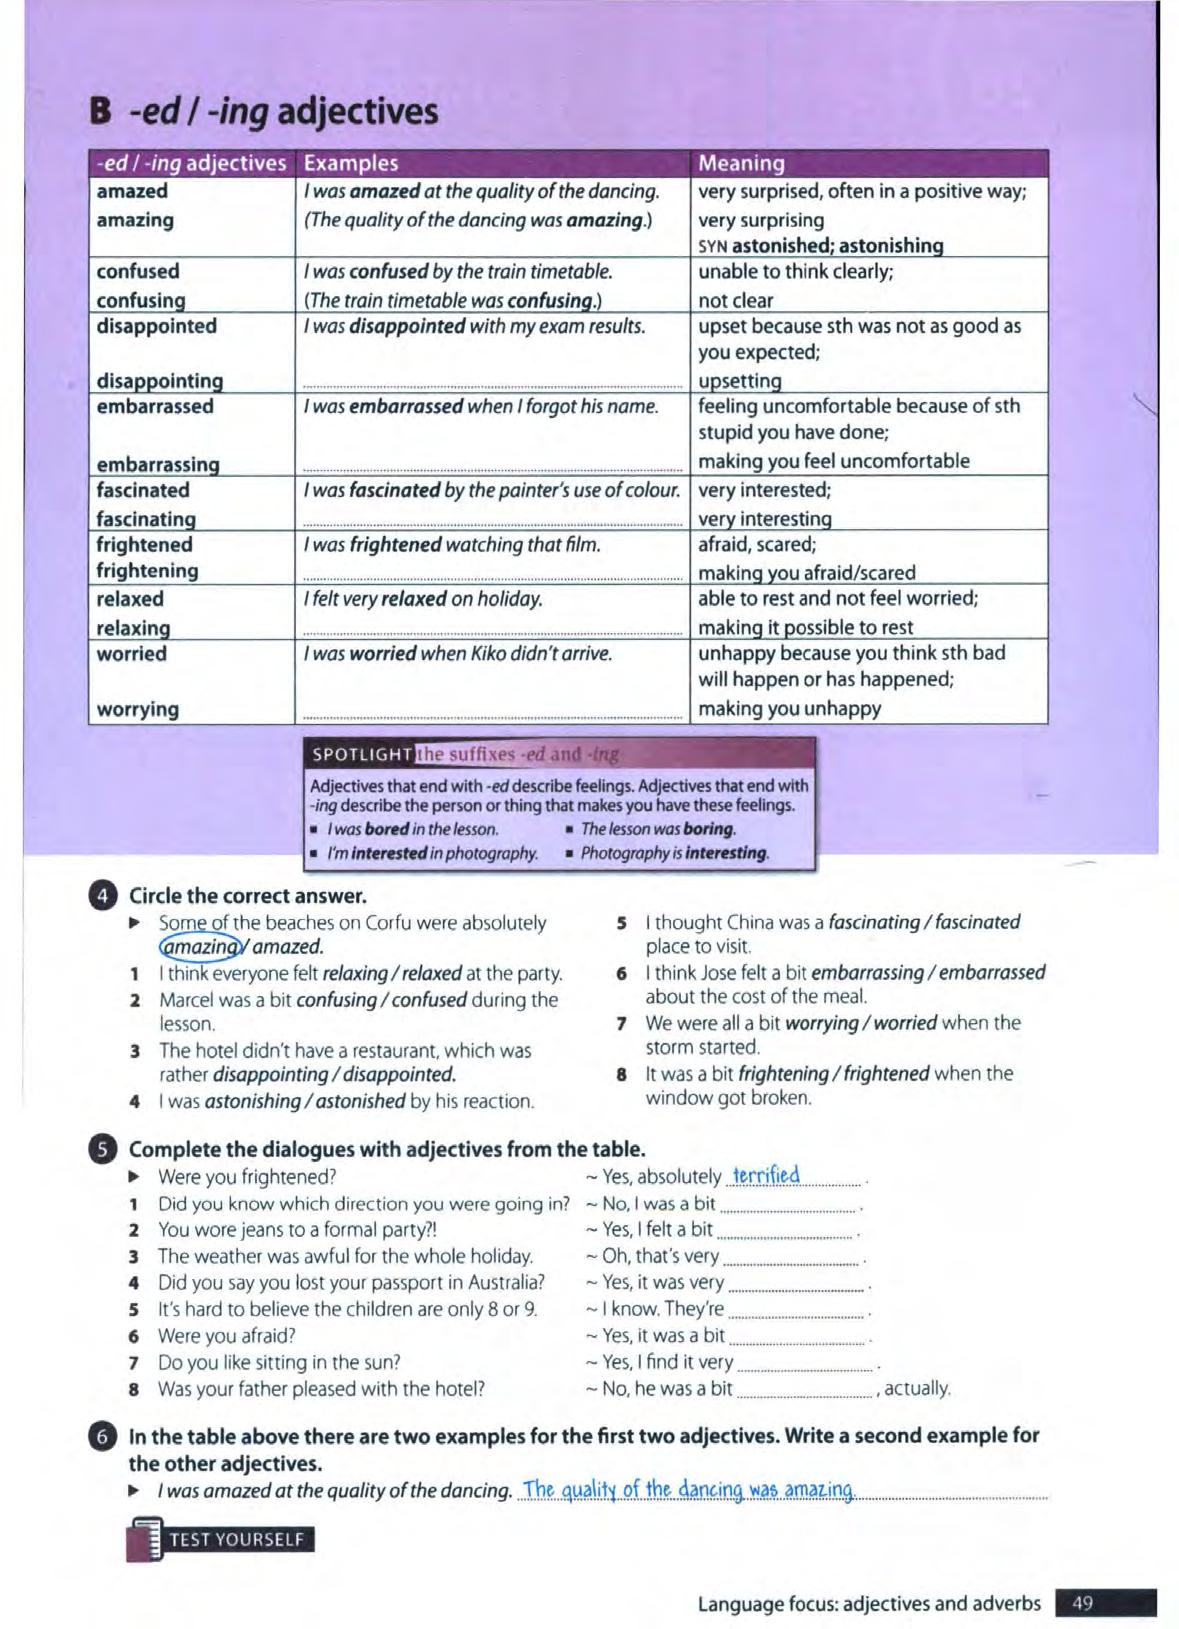 B -ed / -ing adjectives
-ed / -ing adjectives Examples Meaning
amazed I was amazed at the quality of the dancing. very surprised, often in a positive way;
amazing (The quality of the dancing was amazing.) very surprising
SYN astonished; astonishing
confused I was confused by the train timetable. unable to think clearly;
confusing (The train timetable was confusing.) not clear
disappointed I was disappointed with my exam results. upset because sth was not as good as
you expected;
disappointing upsetting
embarrassed I was embarrassed when I forgot his name. feeling uncomfortable because of sth
stupid you have done;
embarrassing making you feel uncomfortable
fascinated I was fascinated by the painter's use of colour. very interested;
fascinating very interesting
frightened I was frightened watching that film. afraid, scared;
frightening making you afraid/scared
relaxed I felt very relaxed on holiday. able to rest and not feel worried;
relaxing making it possible to rest
worried I was worried when Kiko didn't arrive. unhappy because you think sth bad
will happen or has happened;
worrying making you unhappy
SPOTLIGHT the suffixes -ed and -ing
Adjectives that end with -ed describe feelings. Adjectives that end with
-ing describe the person or thing that makes you have these feelings.
▪ I was bored in the lesson. ▪ The lesson was boring.
▪ I'm interested in photography. ▪ Photography is interesting.
4 Circle the correct answer.
▶ Some of the beaches on Corfu were absolutely
amazing / amazed.
1 I think everyone felt relaxing / relaxed at the party.
2 Marcel was a bit confusing / confused during the
lesson.
3 The hotel didn't have a restaurant, which was
rather disappointing / disappointed.
4 I was astonishing / astonished by his reaction.
5 I thought China was a fascinating / fascinated
place to visit.
6 I think Jose felt a bit embarrassing / embarrassed
about the cost of the meal.
7 We were all a bit worrying / worried when the
storm started.
8 It was a bit frightening / frightened when the
window got broken.
5 Complete the dialogues with adjectives from the table.
▶ Were you frightened? ~ Yes, absolutely terrified .
1 Did you know which direction you were going in? ~ No, I was a bit .
2 You wore jeans to a formal party?! ~ Yes, I felt a bit .
3 The weather was awful for the whole holiday. ~ Oh, that's very .
4 Did you say you lost your passport in Australia? ~ Yes, it was very .
5 It's hard to believe the children are only 8 or 9. ~ I know. They're .
6 Were you afraid? ~ Yes, it was a bit .
7 Do you like sitting in the sun? ~ Yes, I find it very .
8 Was your father pleased with the hotel? ~ No, he was a bit , actually.
6 In the table above there are two examples for the first two adjectives. Write a second example for
the other adjectives.
▶ I was amazed at the quality of the dancing. The quality of the dancing was amazing.
TEST YOURSELF
Language focus: adjectives and adverbs 49